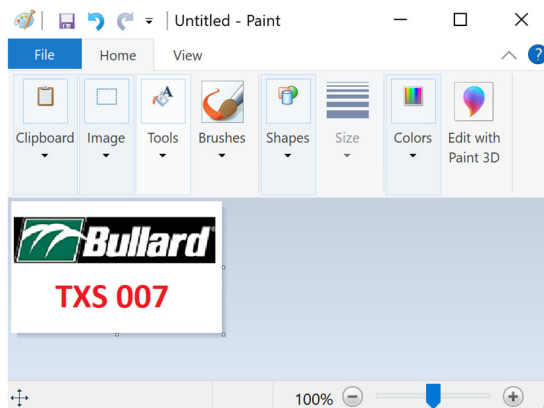 Untitled - Paint
File Home View
?
Clipboard Image Tools Brushes Shapes Size Colors Edit with
Paint 3D
Bullard
TXS 007
100%